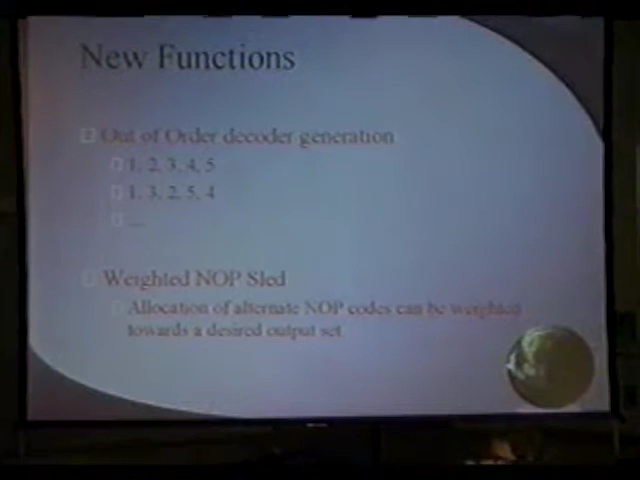 New Functions
Out of Order decoder generation
1, 2, 3, 4, 5
1, 3, 2, 5, 4
...
Weighted NOP Sled
Allocation of alternate NOP codes can be weighted
towards a desired output set